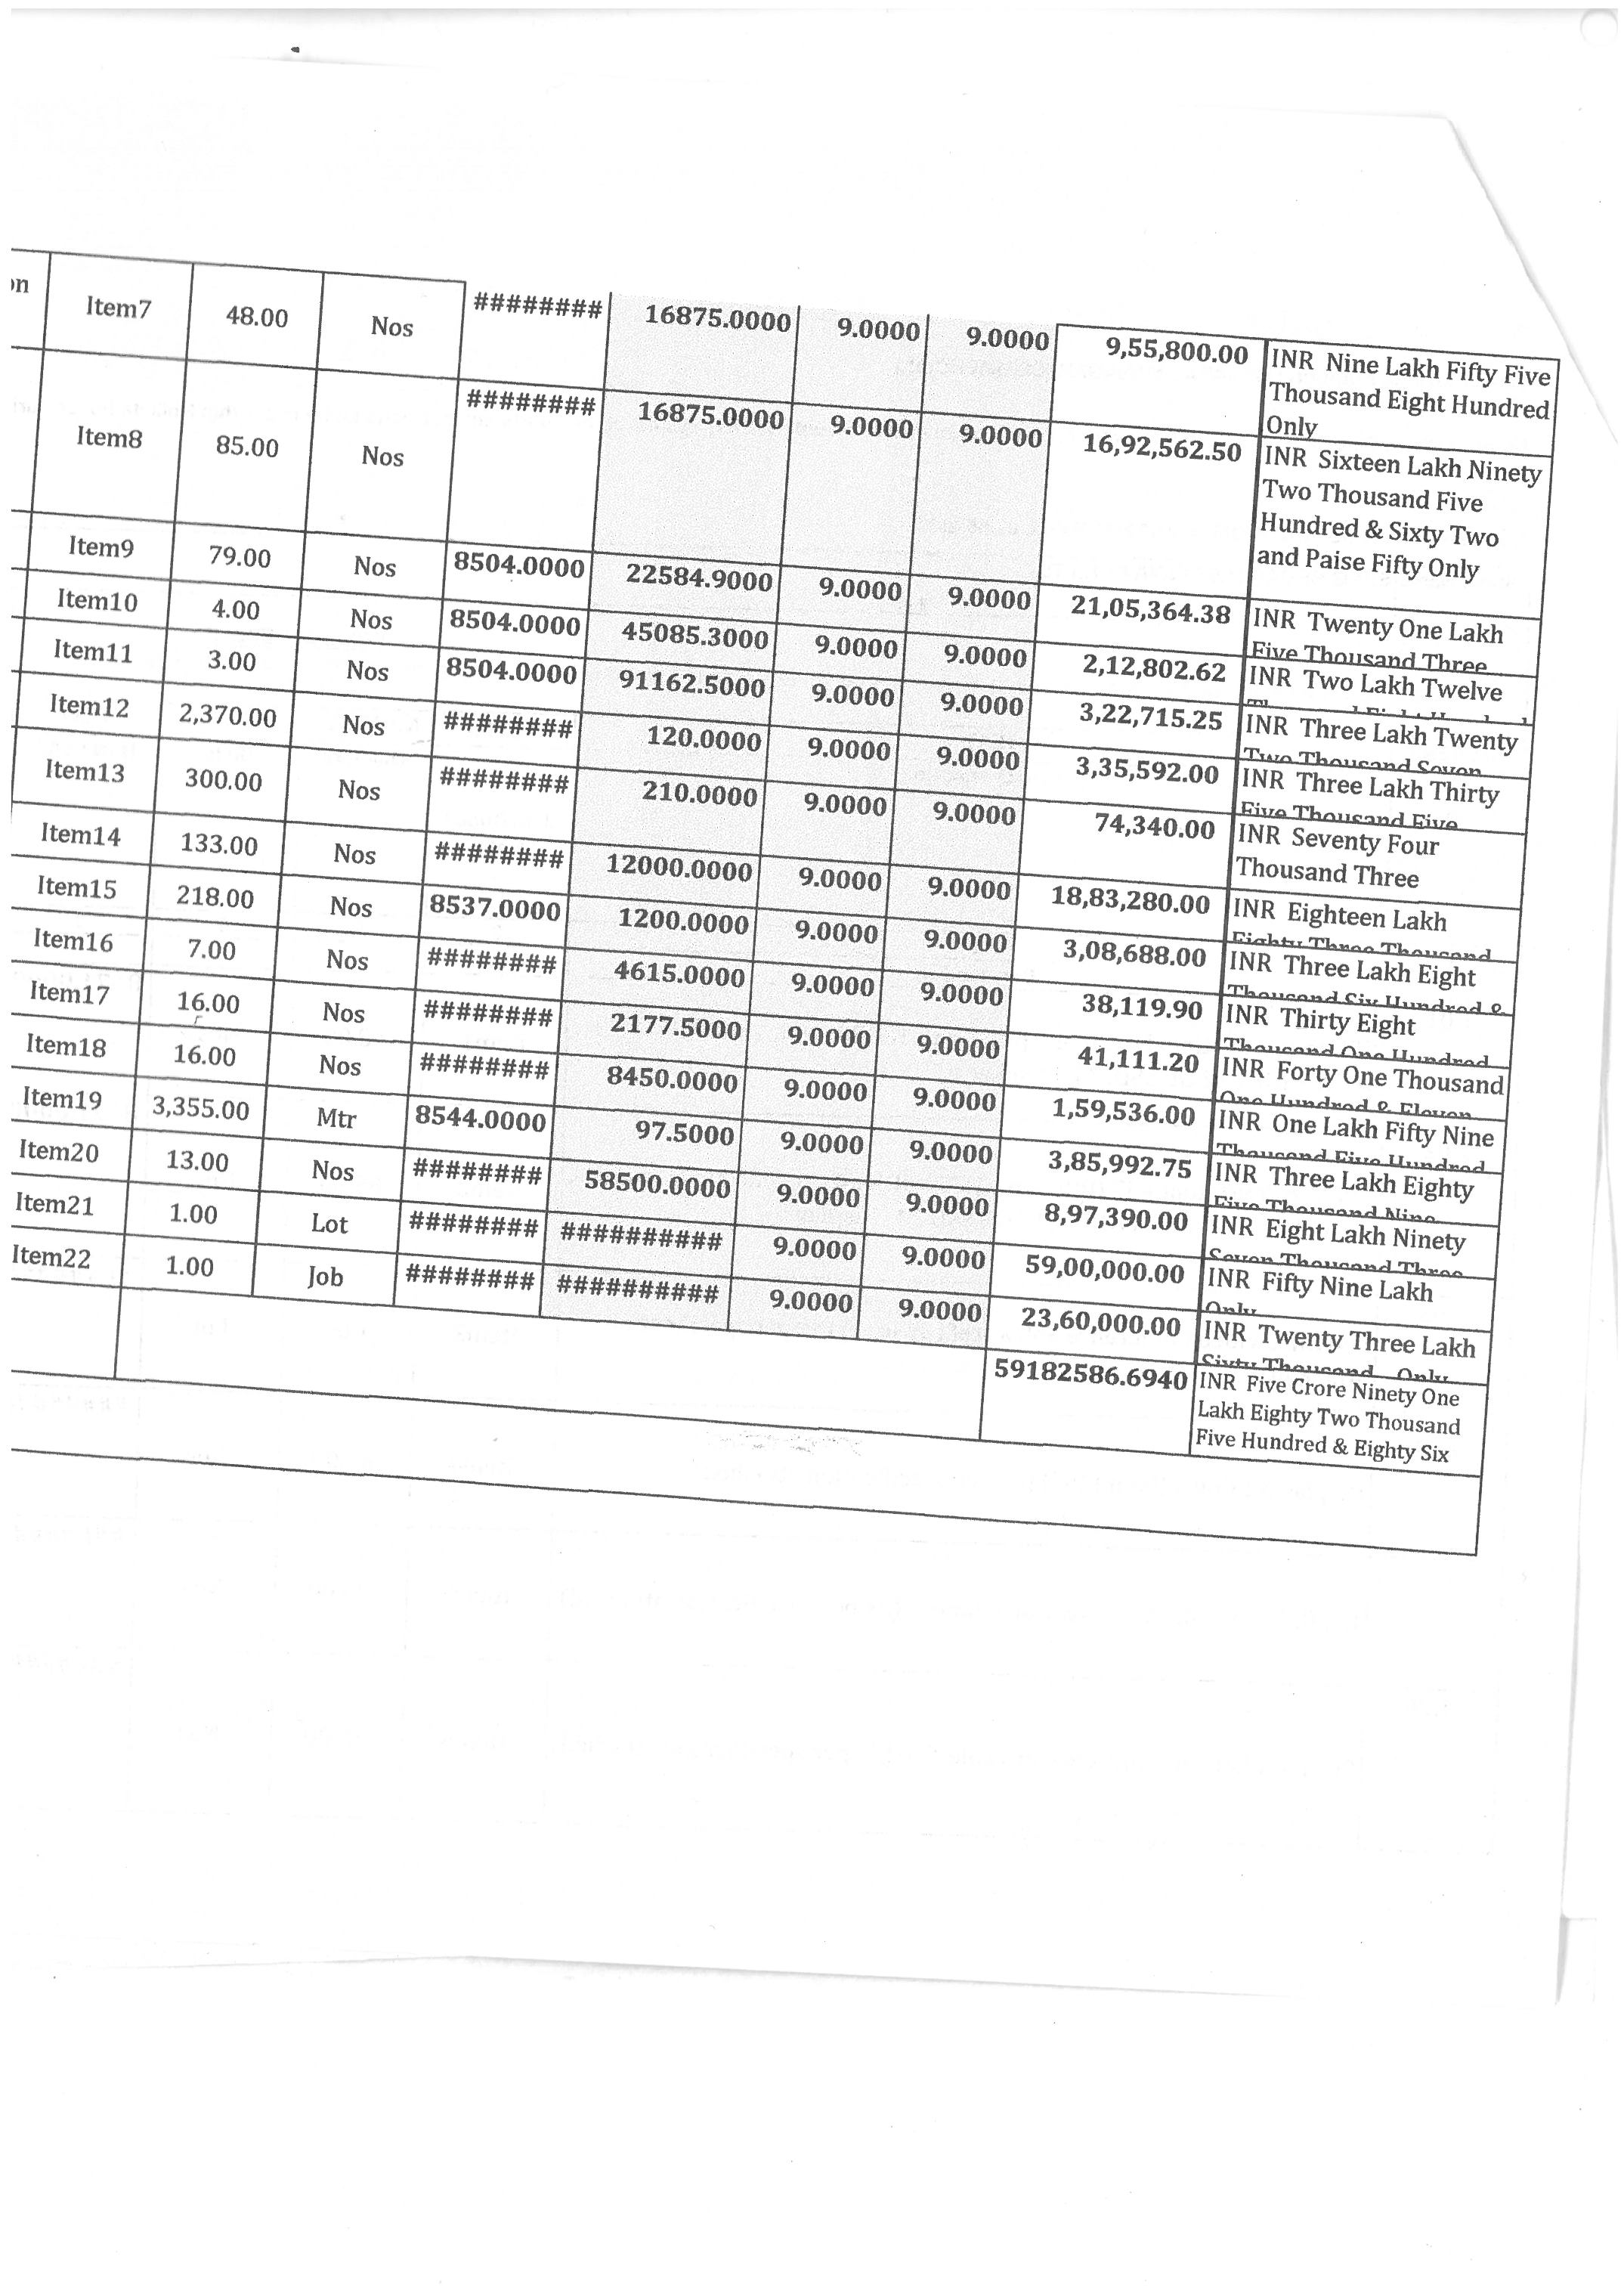 on Item7 48.00 Nos ######## 16875.0000 9.0000 9.0000 9,55,800.00 INR Nine Lakh Fifty Five
Thousand Eight Hundred
Only
Item8 85.00 Nos ######## 16875.0000 9.0000 9.0000 16,92,562.50 INR Sixteen Lakh Ninety
Two Thousand Five
Hundred & Sixty Two
and Paise Fifty Only
Item9 79.00 Nos 8504.0000 22584.9000 9.0000 9.0000 21,05,364.38 INR Twenty One Lakh
Five Thousand Three
Item10 4.00 Nos 8504.0000 45085.3000 9.0000 9.0000 2,12,802.62 INR Two Lakh Twelve
Item11 3.00 Nos 8504.0000 91162.5000 9.0000 9.0000 3,22,715.25 INR Three Lakh Twenty
Two Thousand Seven
Item12 2,370.00 Nos ######## 120.0000 9.0000 9.0000 3,35,592.00 INR Three Lakh Thirty
Five Thousand Five
Item13 300.00 Nos ######## 210.0000 9.0000 9.0000 74,340.00 INR Seventy Four
Thousand Three
Item14 133.00 Nos ######## 12000.0000 9.0000 9.0000 18,83,280.00 INR Eighteen Lakh
Eighty Three Thousand
Item15 218.00 Nos 8537.0000 1200.0000 9.0000 9.0000 3,08,688.00 INR Three Lakh Eight
Thousand Six Hundred &
Item16 7.00 Nos ######## 4615.0000 9.0000 9.0000 38,119.90 INR Thirty Eight
Thousand One Hundred
Item17 16.00 Nos ######## 2177.5000 9.0000 9.0000 41,111.20 INR Forty One Thousand
One Hundred & Eleven
Item18 16.00 Nos ######## 8450.0000 9.0000 9.0000 1,59,536.00 INR One Lakh Fifty Nine
Thousand Five Hundred
Item19 3,355.00 Mtr 8544.0000 97.5000 9.0000 9.0000 3,85,992.75 INR Three Lakh Eighty
Five Thousand Nine
Item20 13.00 Nos ######## 58500.0000 9.0000 9.0000 8,97,390.00 INR Eight Lakh Ninety
Seven Thousand Three
Item21 1.00 Lot ######## ########## 9.0000 9.0000 59,00,000.00 INR Fifty Nine Lakh
Only
Item22 1.00 Job ######## ########## 9.0000 9.0000 23,60,000.00 INR Twenty Three Lakh
Sixty Thousand Only
59182586.6940 INR Five Crore Ninety One
Lakh Eighty Two Thousand
Five Hundred & Eighty Six